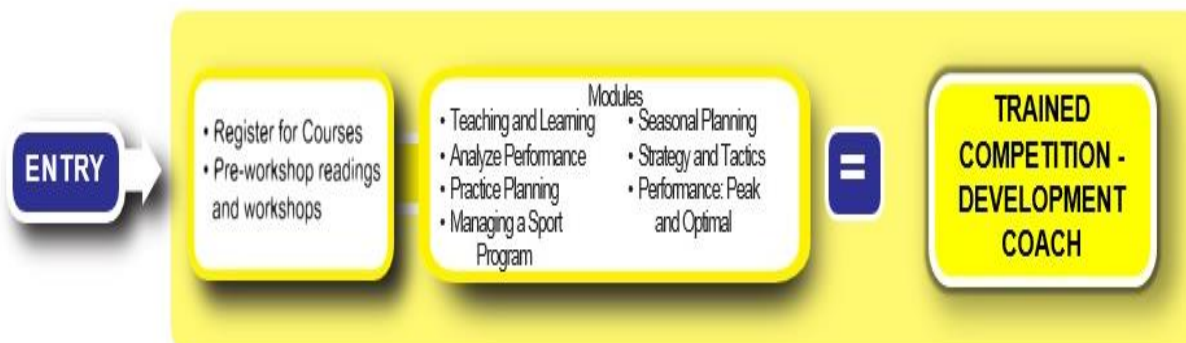 ENTRY
• Register for Courses
• Pre-workshop readings
and workshops
Modules
• Teaching and Learning
• Analyze Performance
• Practice Planning
• Managing a Sport
Program
• Seasonal Planning
• Strategy and Tactics
• Performance: Peak
and Optimal
=
TRAINED
COMPETITION -
DEVELOPMENT
COACH